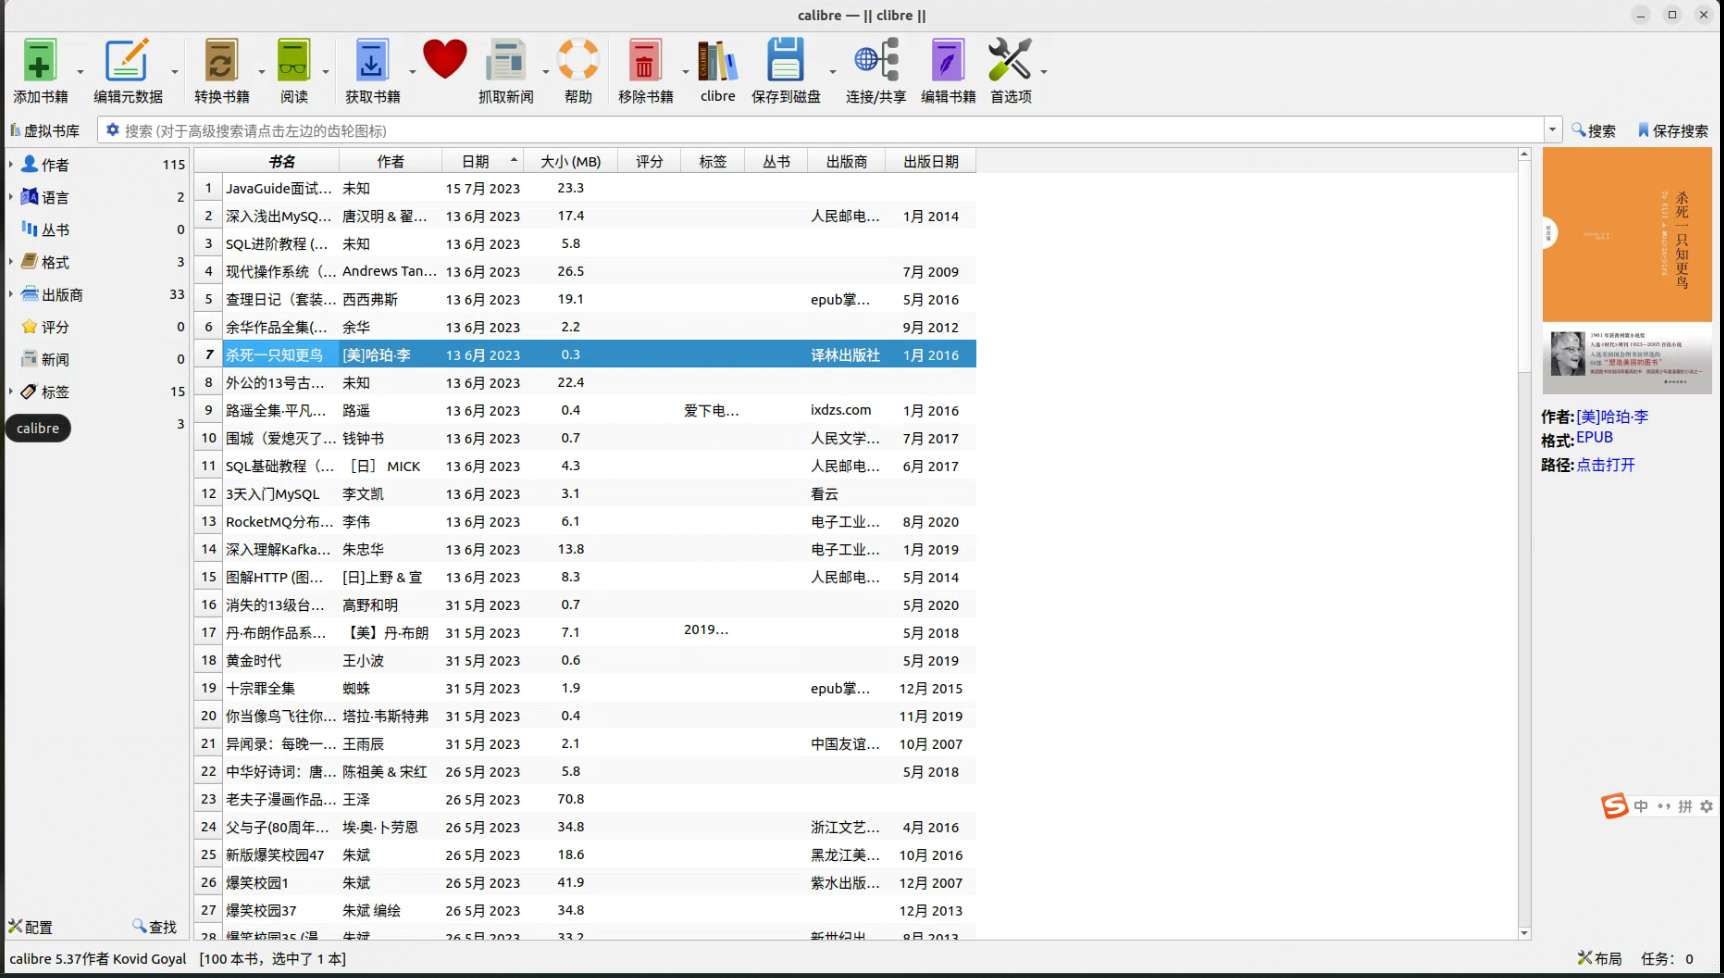 calibre — || clibre ||
添加书籍 编辑元数据 转换书籍 阅读 获取书籍 抓取新闻 帮助 移除书籍 clibre 保存到磁盘 连接/共享 编辑书籍 首选项
虚拟书库 搜索 (对于高级搜索请点击左边的齿轮图标) 搜索 保存搜索
作者 115
语言 2
丛书 0
格式 3
出版商 33
评分 0
新闻 0
标签 15
calibre 3
配置 查找
书名 作者 日期 大小 (MB) 评分 标签 丛书 出版商 出版日期
1 JavaGuide面试… 未知 15 7月 2023 23.3
2 深入浅出MySQ… 唐汉明 & 翟… 13 6月 2023 17.4 人民邮电… 1月 2014
3 SQL进阶教程 (… 未知 13 6月 2023 5.8
4 现代操作系统（… Andrews Tan… 13 6月 2023 26.5 7月 2009
5 查理日记（套装… 西西弗斯 13 6月 2023 19.1 epub掌… 5月 2016
6 余华作品全集(… 余华 13 6月 2023 2.2 9月 2012
7 杀死一只知更鸟 [美]哈珀·李 13 6月 2023 0.3 译林出版社 1月 2016
8 外公的13号古… 未知 13 6月 2023 22.4
9 路遥全集·平凡… 路遥 13 6月 2023 0.4 爱下电… ixdzs.com 1月 2016
10 围城（爱熄灭了… 钱钟书 13 6月 2023 0.7 人民文学… 7月 2017
11 SQL基础教程（… ［日］ MICK 13 6月 2023 4.3 人民邮电… 6月 2017
12 3天入门MySQL 李文凯 13 6月 2023 3.1 看云
13 RocketMQ分布… 李伟 13 6月 2023 6.1 电子工业… 8月 2020
14 深入理解Kafka… 朱忠华 13 6月 2023 13.8 电子工业… 1月 2019
15 图解HTTP (图… [日]上野 & 宣 13 6月 2023 8.3 人民邮电… 5月 2014
16 消失的13级台… 高野和明 31 5月 2023 0.7 5月 2020
17 丹·布朗作品系… 【美】丹·布朗 31 5月 2023 7.1 2019… 5月 2018
18 黄金时代 王小波 31 5月 2023 0.6 5月 2019
19 十宗罪全集 蜘蛛 31 5月 2023 1.9 epub掌… 12月 2015
20 你当像鸟飞往你… 塔拉·韦斯特弗 31 5月 2023 0.4 11月 2019
21 异闻录：每晚一… 王雨辰 31 5月 2023 2.1 中国友谊… 10月 2007
22 中华好诗词：唐… 陈祖美 & 宋红 26 5月 2023 5.8 5月 2018
23 老夫子漫画作品… 王泽 26 5月 2023 70.8
24 父与子(80周年… 埃·奥·卜劳恩 26 5月 2023 34.8 浙江文艺… 4月 2016
25 新版爆笑校园47 朱斌 26 5月 2023 18.6 黑龙江美… 10月 2016
26 爆笑校园1 朱斌 26 5月 2023 41.9 紫水出版… 12月 2007
27 爆笑校园37 朱斌 编绘 26 5月 2023 34.8 12月 2013
28 爆笑校园35 (漫… 朱斌 26 5月 2023 33.2 新世纪出… 8月 2013
杀死一只知更鸟
作者:[美]哈珀·李
格式:EPUB
路径:点击打开
中 拼
calibre 5.37作者 Kovid Goyal [100 本书，选中了 1 本] 布局 任务： 0